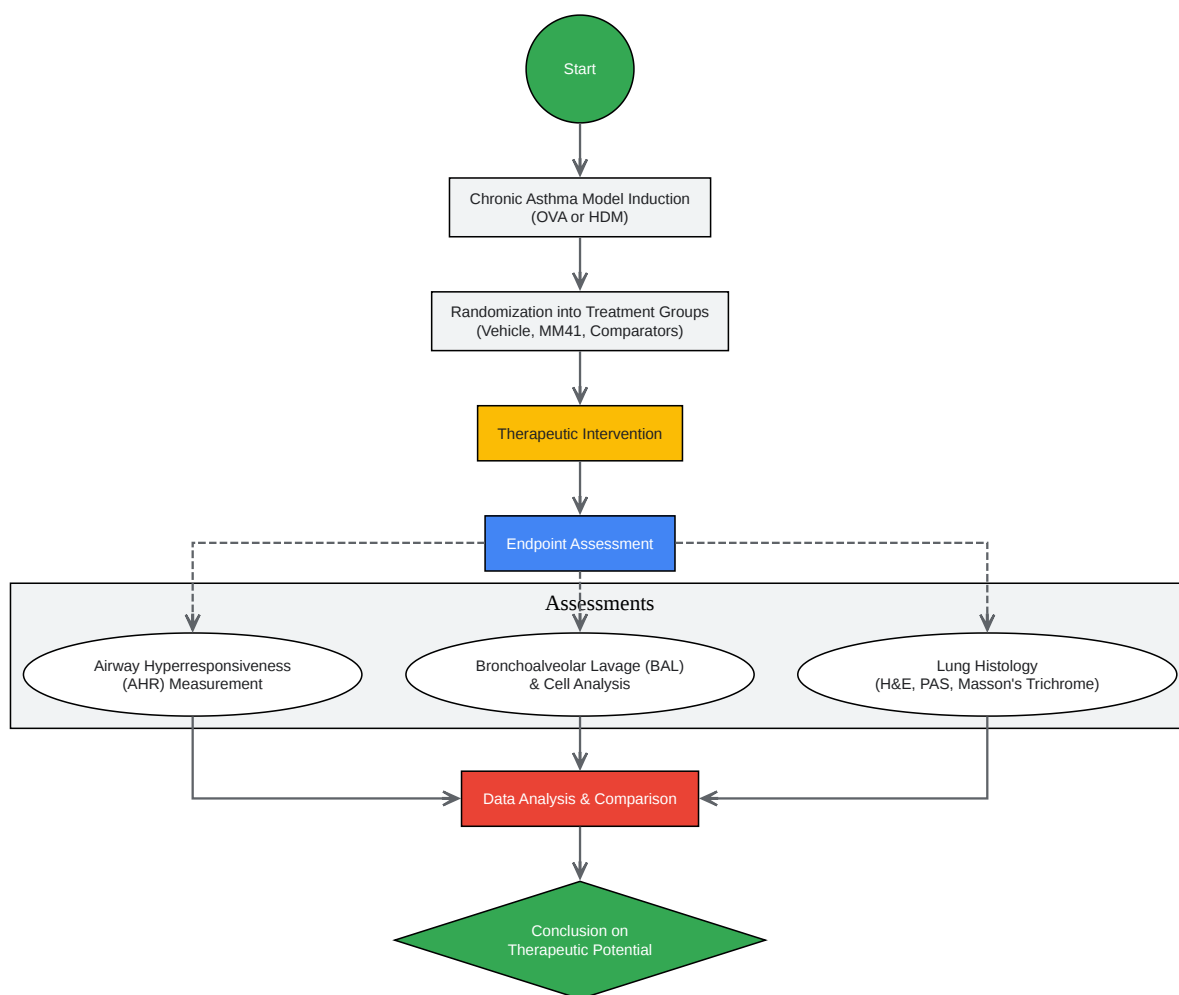 Start
Chronic Asthma Model Induction
(OVA or HDM)
Randomization into Treatment Groups
(Vehicle, MM41, Comparators)
Therapeutic Intervention
Endpoint Assessment
Assessments
Airway Hyperresponsiveness
(AHR) Measurement
Bronchoalveolar Lavage (BAL)
& Cell Analysis
Lung Histology
(H&E, PAS, Masson's Trichrome)
Data Analysis & Comparison
Conclusion on
Therapeutic Potential